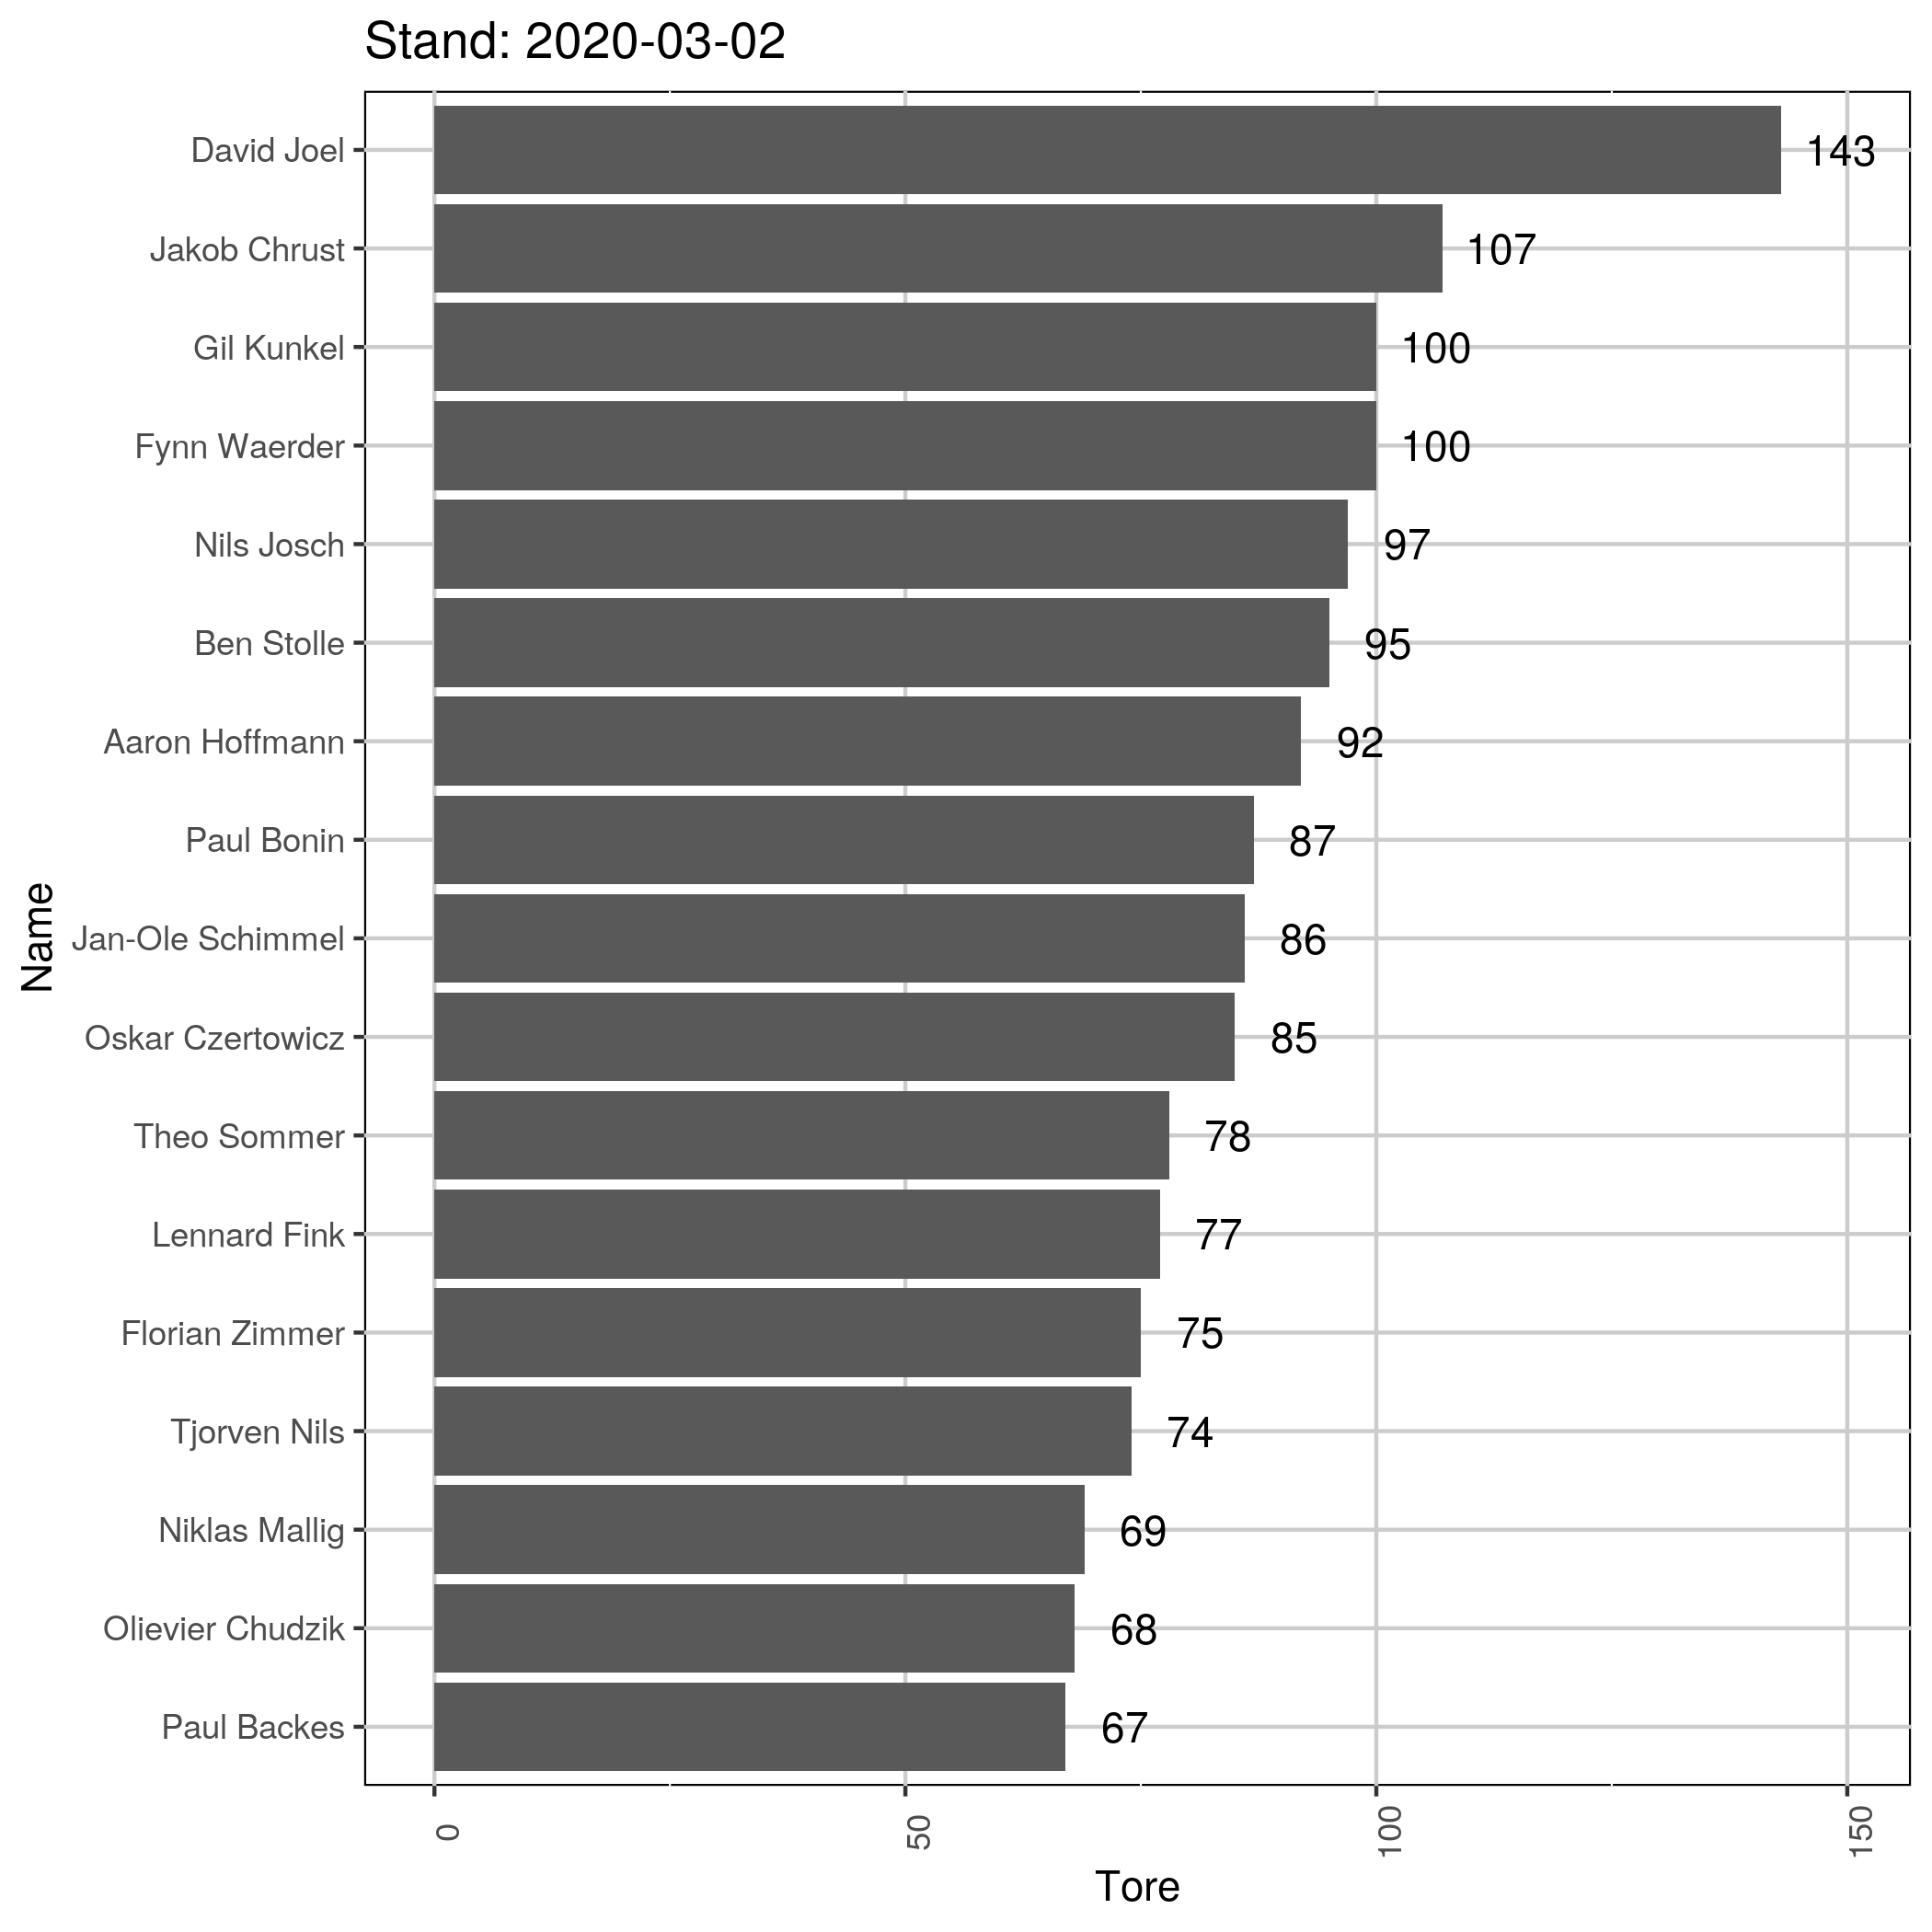 Stand: 2020-03-02
David Joel 143
Jakob Chrust 107
Gil Kunkel 100
Fynn Waerder 100
Nils Josch 97
Ben Stolle 95
Aaron Hoffmann 92
Paul Bonin 87
Jan-Ole Schimmel 86
Oskar Czertowicz 85
Theo Sommer 78
Lennard Fink 77
Florian Zimmer 75
Tjorven Nils 74
Niklas Mallig 69
Olievier Chudzik 68
Paul Backes 67
Name
0 50 100 150
Tore